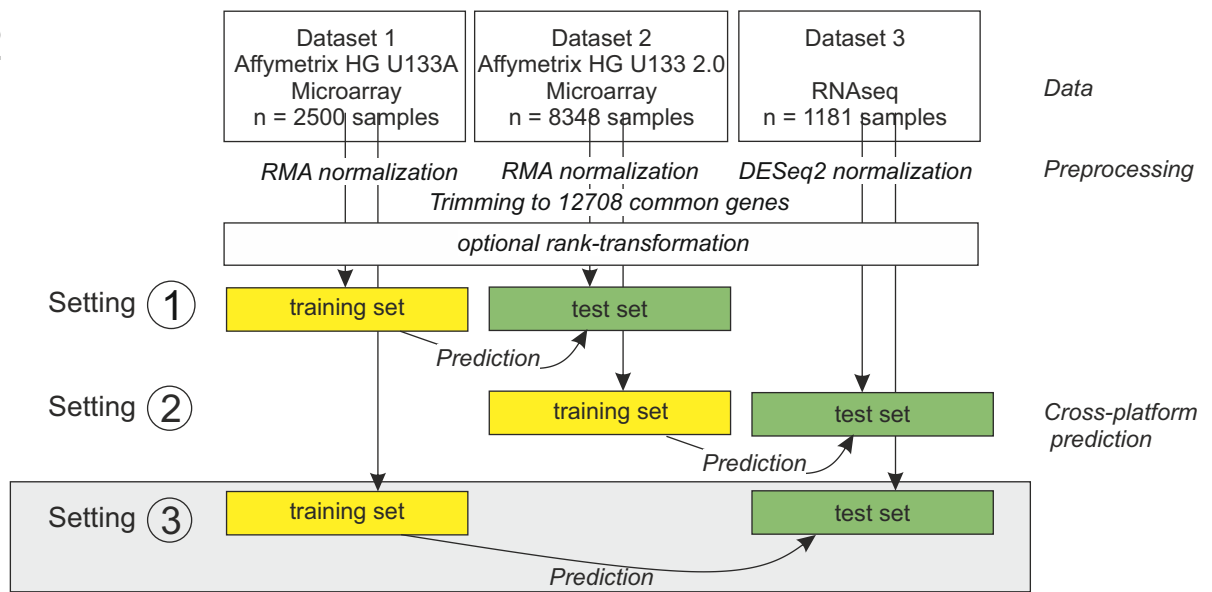 Dataset 1
Affymetrix HG U133A
Microarray
n = 2500 samples
Dataset 2
Affymetrix HG U133 2.0
Microarray
n = 8348 samples
Dataset 3
RNAseq
n = 1181 samples
Data
RMA normalization
RMA normalization
DESeq2 normalization
Preprocessing
Trimming to 12708 common genes
optional rank-transformation
Setting 1
training set
test set
Prediction
Setting 2
training set
test set
Cross-platform
prediction
Prediction
Setting 3
training set
test set
Prediction